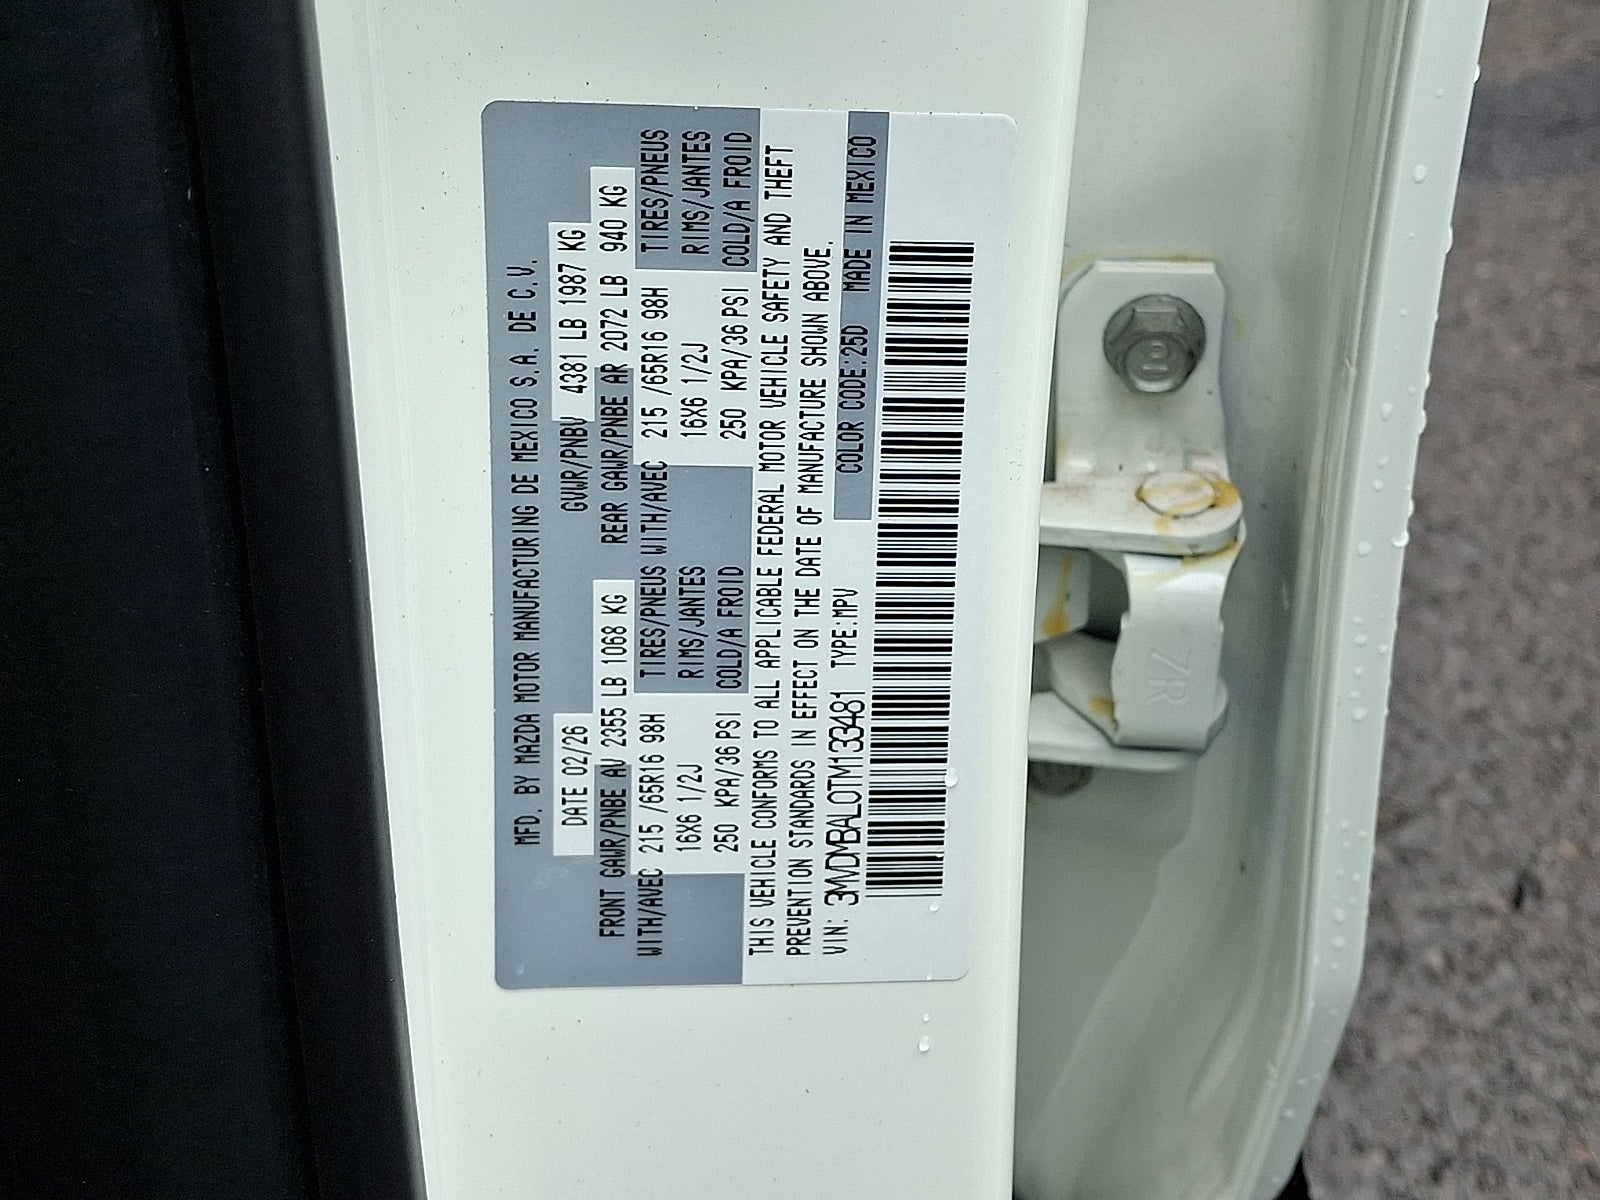 MFD. BY MAZDA MOTOR MANUFACTURING DE MEXICO S.A. DE C.V.
DATE 02/26 GVWR/PNBV 4381 LB 1987 KG
FRONT GAWR/PNBE AV 2355 LB 1068 KG REAR GAWR/PNBE AR 2072 LB 940 KG
WITH/AVEC 215 /65R16 98H TIRES/PNEUS WITH/AVEC 215 /65R16 98H TIRES/PNEUS
16X6 1/2J RIMS/JANTES 16X6 1/2J RIMS/JANTES
250 KPA/36 PSI COLD/A FROID 250 KPA/36 PSI COLD/A FROID
THIS VEHICLE CONFORMS TO ALL APPLICABLE FEDERAL MOTOR VEHICLE SAFETY AND THEFT
PREVENTION STANDARDS IN EFFECT ON THE DATE OF MANUFACTURE SHOWN ABOVE.
VIN: 3MVDMBAL0TM133481 TYPE:MPV COLOR CODE:25D MADE IN MEXICO
7R
8